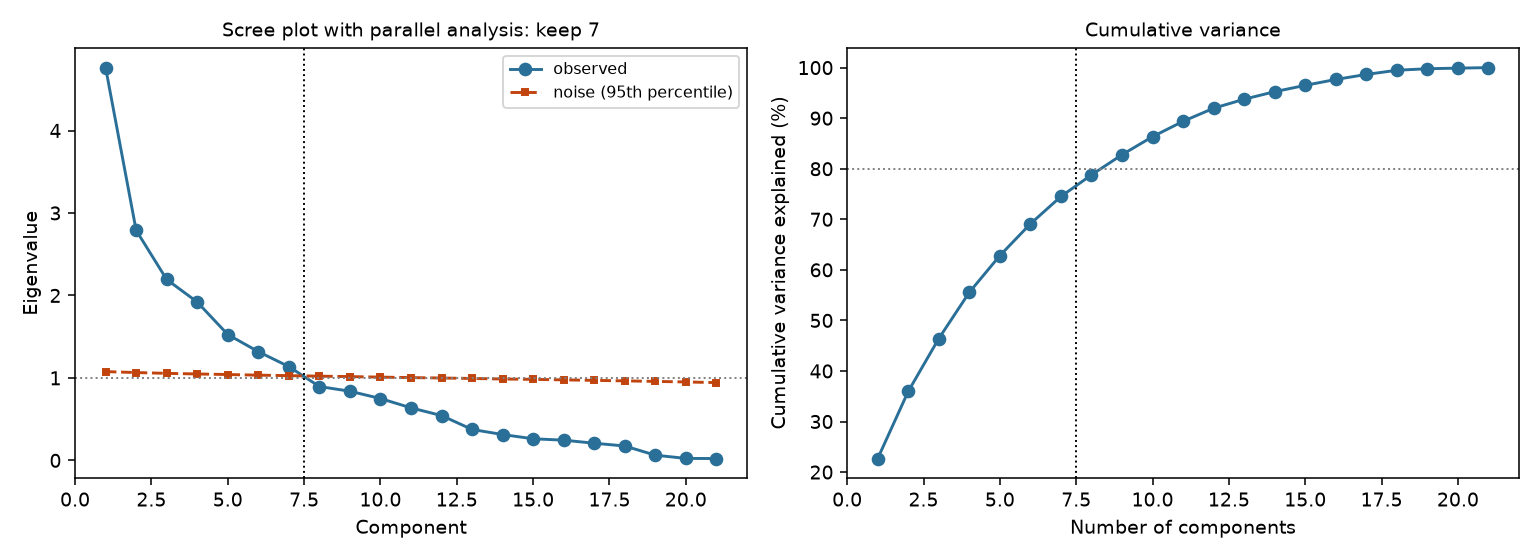 Scree plot with parallel analysis: keep 7
observed
noise (95th percentile)
Eigenvalue
4
3
2
1
0
0.0 2.5 5.0 7.5 10.0 12.5 15.0 17.5 20.0
Component
Cumulative variance
Cumulative variance explained (%)
100
90
80
70
60
50
40
30
20
0.0 2.5 5.0 7.5 10.0 12.5 15.0 17.5 20.0
Number of components